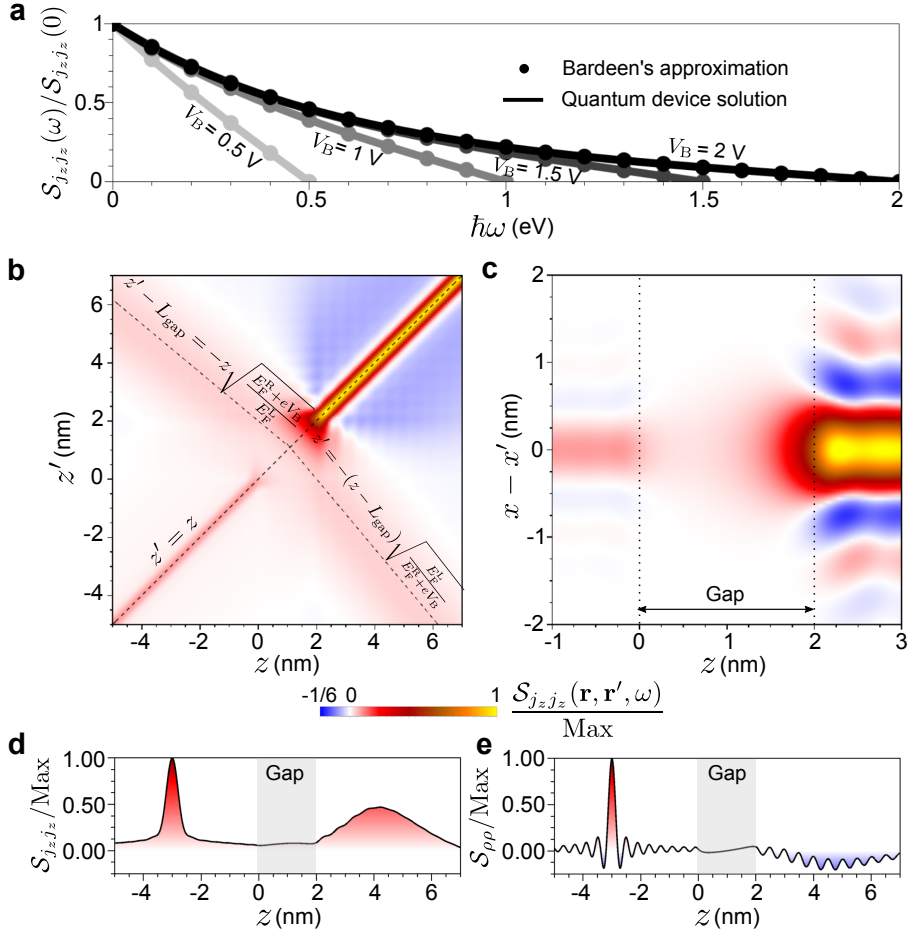 a
S_{j_z j_z}(ω)/S_{j_z j_z}(0)
1
0.5
0
Bardeen's approximation
Quantum device solution
V_B = 0.5 V
V_B = 1 V
V_B = 1.5 V
V_B = 2 V
0 0.5 1 1.5 2
ħω (eV)
b
z' (nm)
6
4
2
0
-2
-4
z' − L_gap = −z√((E_F^R + eV_B)/E_F^L)
z' = −(z − L_gap)√(E_F^L/(E_F^R + eV_B))
z' = z
-4 -2 0 2 4 6
z (nm)
c
x − x' (nm)
2
1
0
-1
-2
Gap
-1 0 1 2 3
z (nm)
-1/6 0 1
S_{j_z j_z}(r, r', ω)
Max
d
S_{j_z j_z}/Max
1.00
0.50
0.00
Gap
-4 -2 0 2 4 6
z (nm)
e
S_{ρρ}/Max
1.00
0.50
0.00
Gap
-4 -2 0 2 4 6
z (nm)